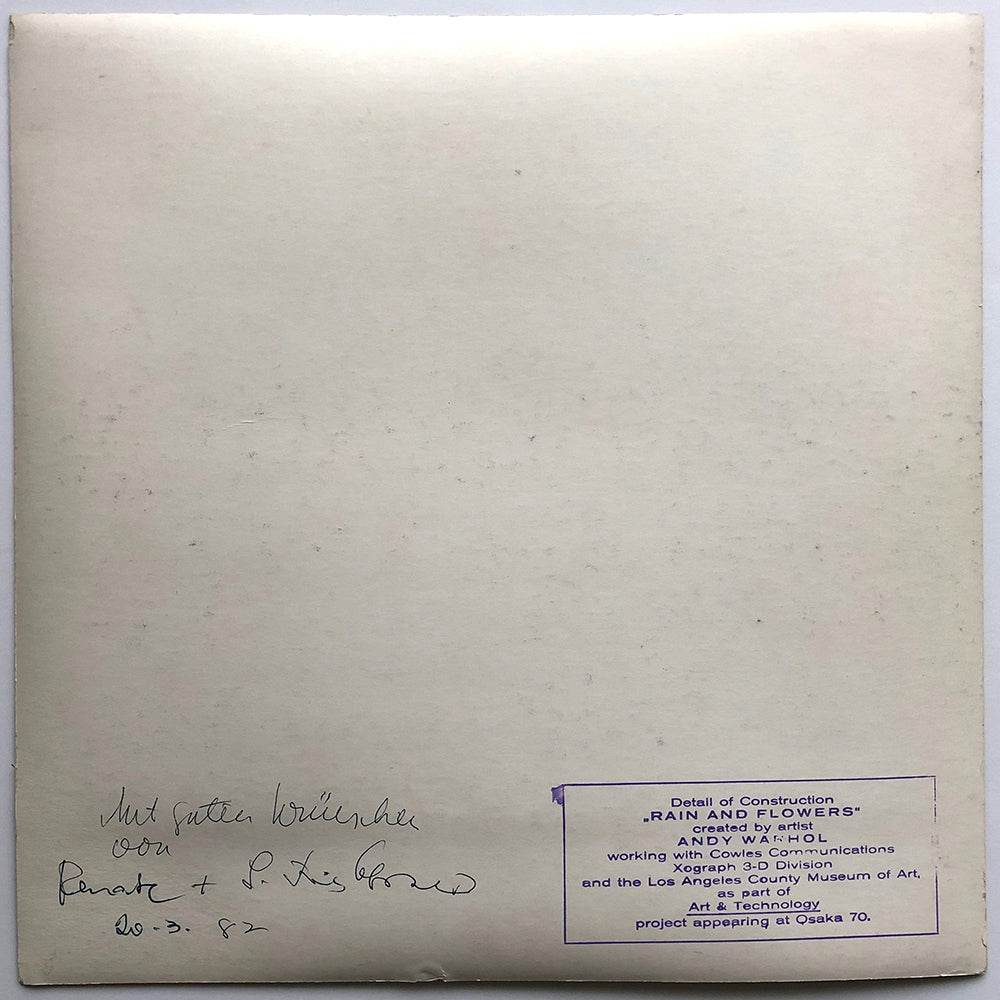 Mit guten Wünschen
von
Renate + L.
20.3.82
Detail of Construction
„RAIN AND FLOWERS“
created by artist
ANDY WARHOL
working with Cowles Communications
Xograph 3-D Division
and the Los Angeles County Museum of Art,
as part of
Art & Technology
project appearing at Osaka 70.